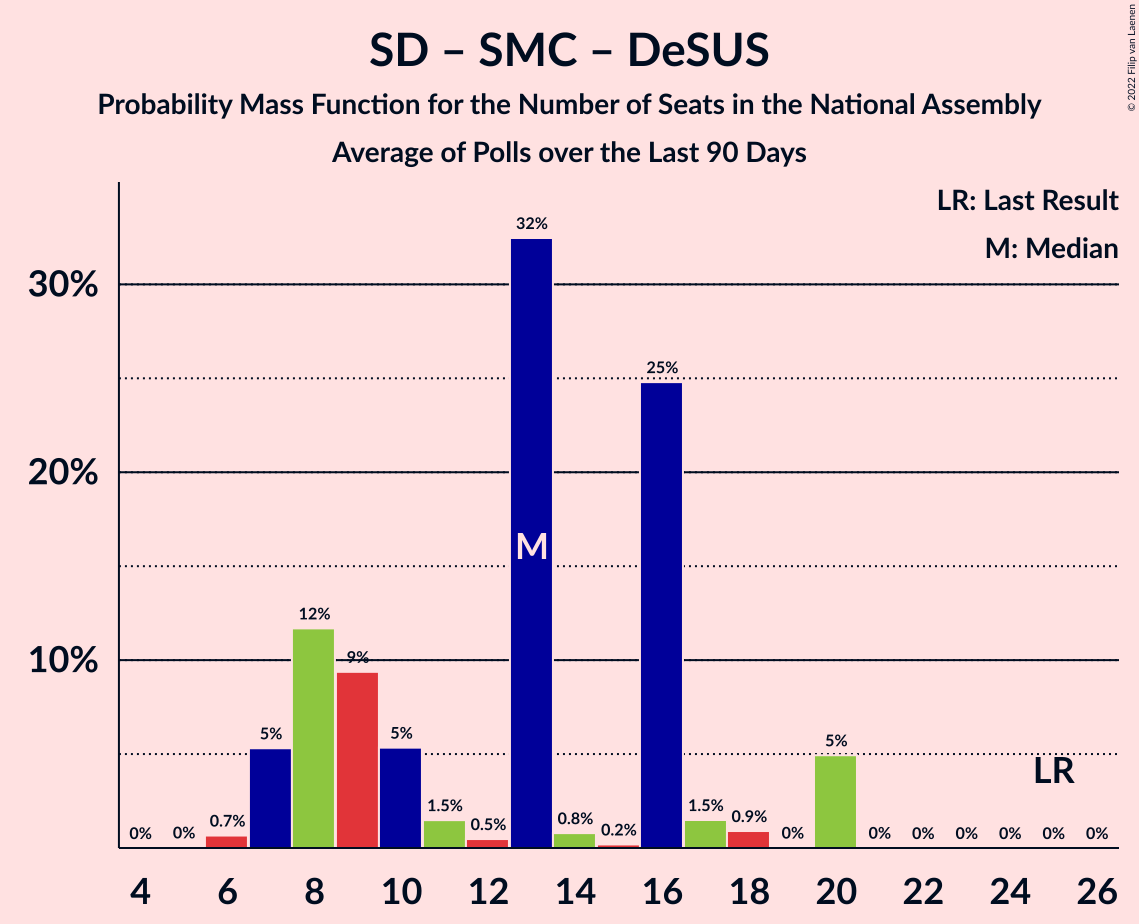 SD – SMC – DeSUS
Probability Mass Function for the Number of Seats in the National Assembly
Average of Polls over the Last 90 Days
© 2022 Filip van Laenen
LR: Last Result
M: Median
30%
20%
10%
0%
0%
0.7%
5%
12%
9%
5%
1.5%
0.5%
32%
0.8%
0.2%
25%
1.5%
0.9%
0%
5%
0%
0%
0%
0%
0%
0%
M
LR
4 6 8 10 12 14 16 18 20 22 24 26